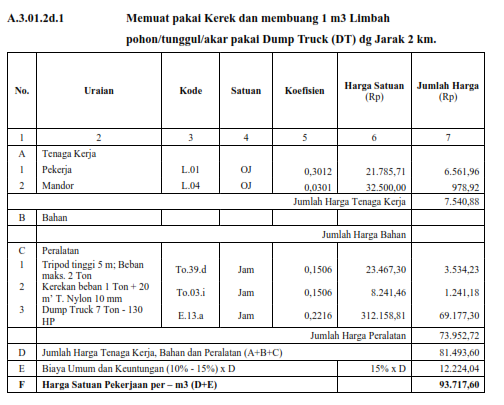 A.3.01.2d.1 Memuat pakai Kerek dan membuang 1 m3 Limbah
pohon/tunggul/akar pakai Dump Truck (DT) dg Jarak 2 km.
No. Uraian Kode Satuan Koefisien Harga Satuan (Rp) Jumlah Harga (Rp)
1 2 3 4 5 6 7
A Tenaga Kerja
1 Pekerja L.01 OJ 0,3012 21.785,71 6.561,96
2 Mandor L.04 OJ 0,0301 32.500,00 978,92
Jumlah Harga Tenaga Kerja 7.540,88
B Bahan
Jumlah Harga Bahan
C Peralatan
1 Tripod tinggi 5 m; Beban
maks. 2 Ton To.39.d Jam 0,1506 23.467,30 3.534,23
2 Kerekan beban 1 Ton + 20
m' T. Nylon 10 mm To.03.i Jam 0,1506 8.241,46 1.241,18
3 Dump Truck 7 Ton - 130
HP E.13.a Jam 0,2216 312.158,81 69.177,30
Jumlah Harga Peralatan 73.952,72
D Jumlah Harga Tenaga Kerja, Bahan dan Peralatan (A+B+C) 81.493,60
E Biaya Umum dan Keuntungan (10% - 15%) x D 15% x D 12.224,04
F Harga Satuan Pekerjaan per – m3 (D+E) 93.717,60